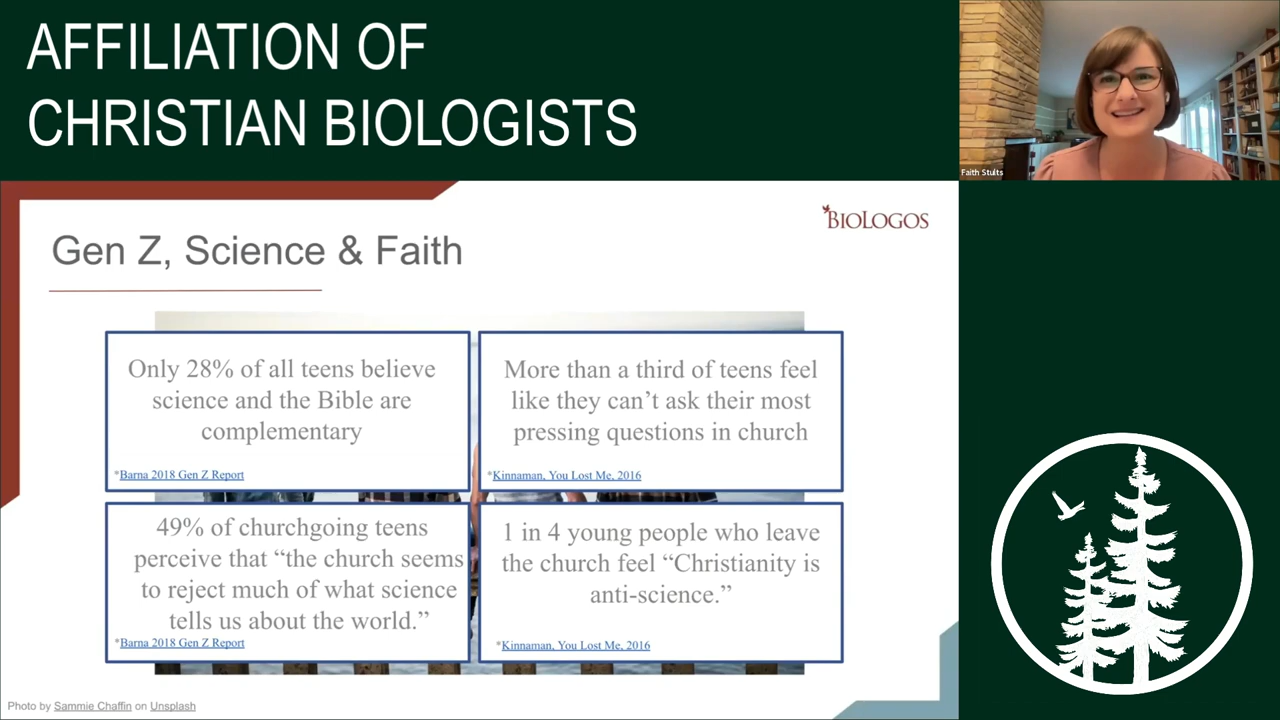 AFFILIATION OF
CHRISTIAN BIOLOGISTS
Faith Stults
BIOLOGOS
Gen Z, Science & Faith
Only 28% of all teens believe
science and the Bible are
complementary
*Barna 2018 Gen Z Report
More than a third of teens feel
like they can’t ask their most
pressing questions in church
*Kinnaman, You Lost Me, 2016
49% of churchgoing teens
perceive that “the church seems
to reject much of what science
tells us about the world.”
*Barna 2018 Gen Z Report
1 in 4 young people who leave
the church feel “Christianity is
anti-science.”
*Kinnaman, You Lost Me, 2016
Photo by Sammie Chaffin on Unsplash